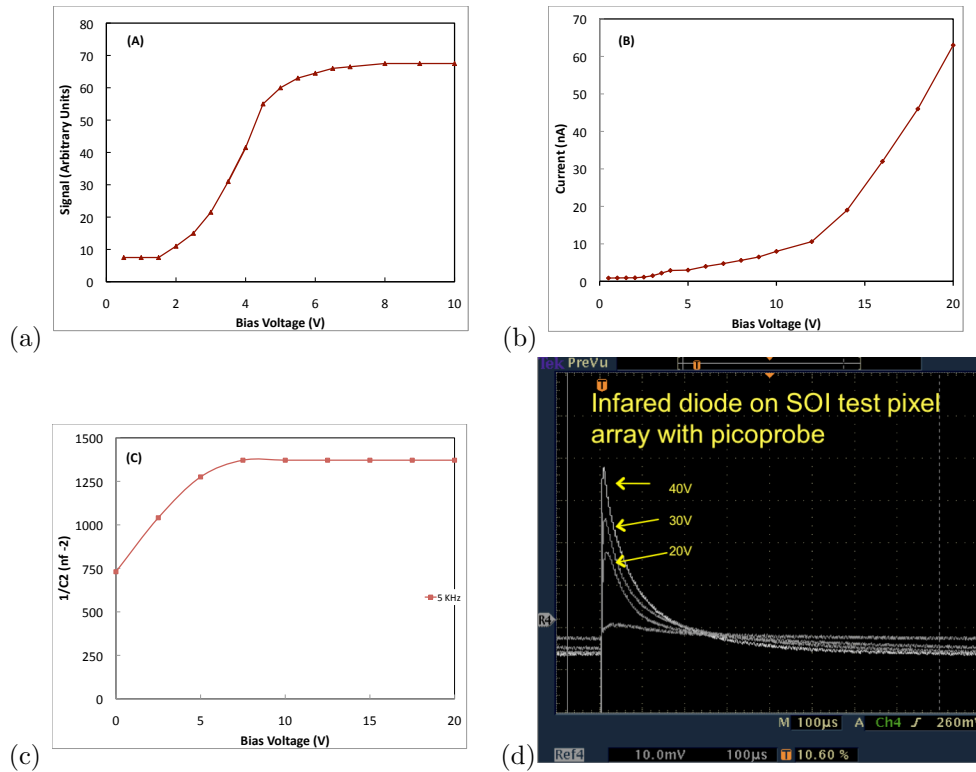 (A)
80
70
60
50
40
30
20
10
0
Signal (Arbitrary Units)
0 2 4 6 8 10
Bias Voltage (V)
(a)
(B)
70
60
50
40
30
20
10
0
Current (nA)
0 5 10 15 20
Bias Voltage (V)
(b)
(C)
1500
1250
1000
750
500
250
0
1/C2 (nf -2)
5 KHz
0 5 10 15 20
Bias Voltage (V)
(c)
Tek PreVu
T
T
Infared diode on SOI test pixel
array with picoprobe
40V
30V
20V
R4
M 100µs A Ch4 260mV
Ref4 10.0mV 100µs T 10.60 %
(d)